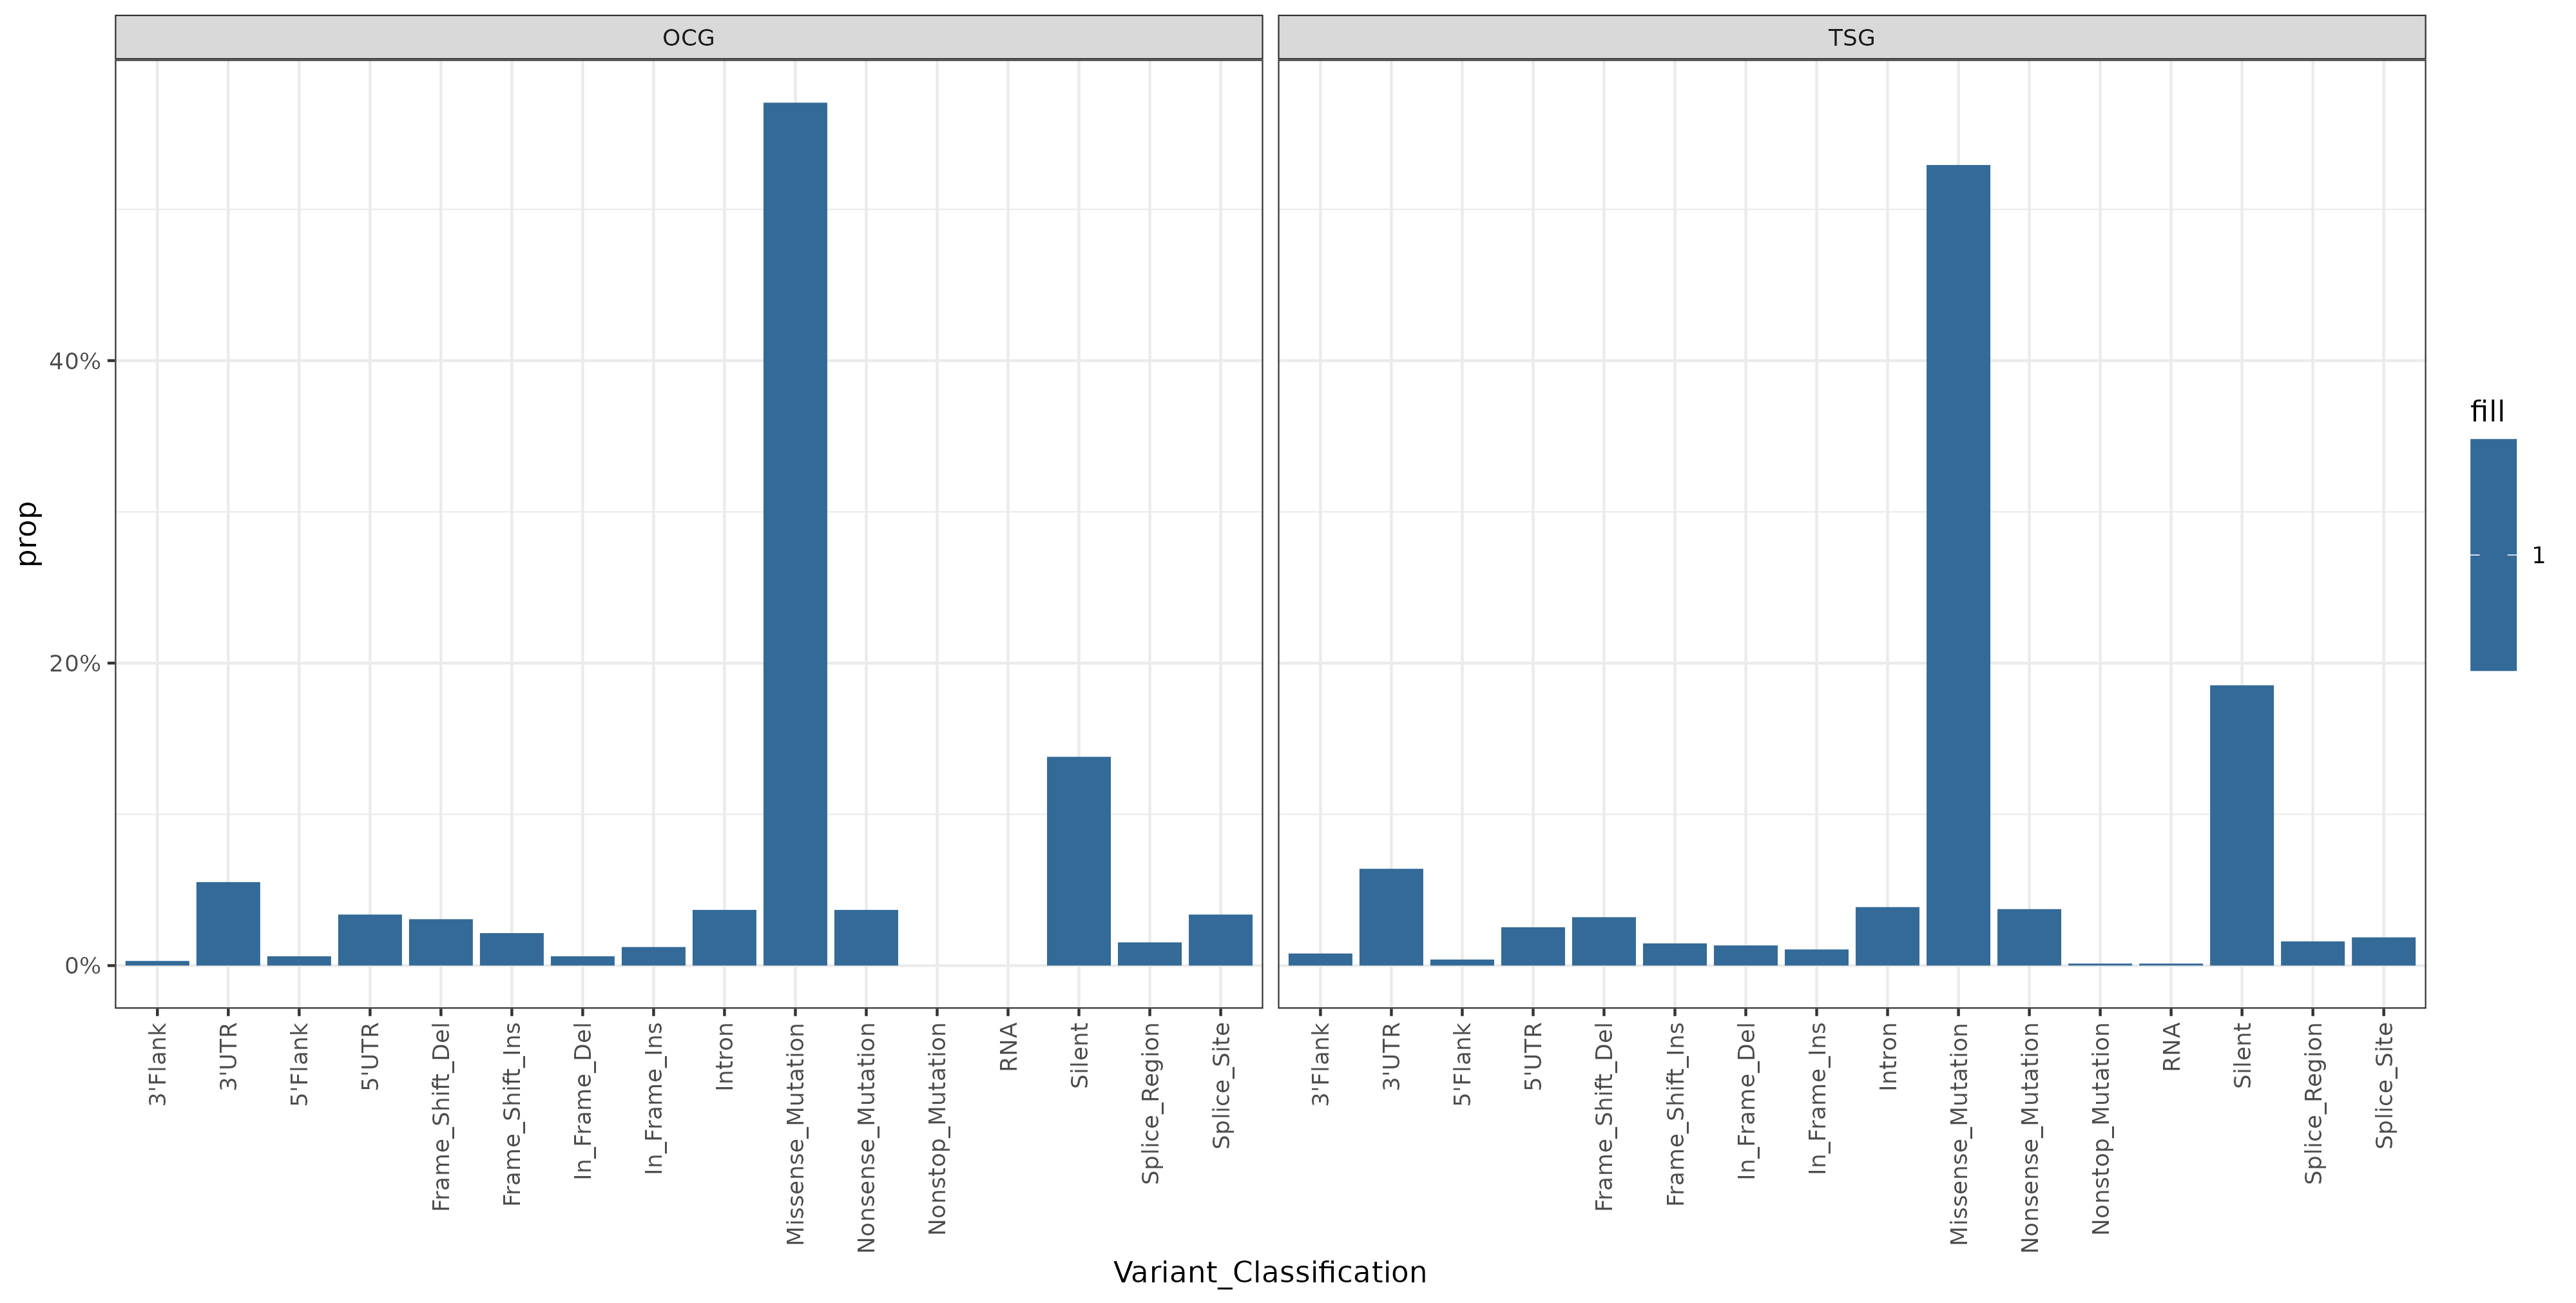 OCG
TSG
prop
40%
20%
0%
3'Flank
3'UTR
5'Flank
5'UTR
Frame_Shift_Del
Frame_Shift_Ins
In_Frame_Del
In_Frame_Ins
Intron
Missense_Mutation
Nonsense_Mutation
Nonstop_Mutation
RNA
Silent
Splice_Region
Splice_Site
3'Flank
3'UTR
5'Flank
5'UTR
Frame_Shift_Del
Frame_Shift_Ins
In_Frame_Del
In_Frame_Ins
Intron
Missense_Mutation
Nonsense_Mutation
Nonstop_Mutation
RNA
Silent
Splice_Region
Splice_Site
Variant_Classification
fill
1